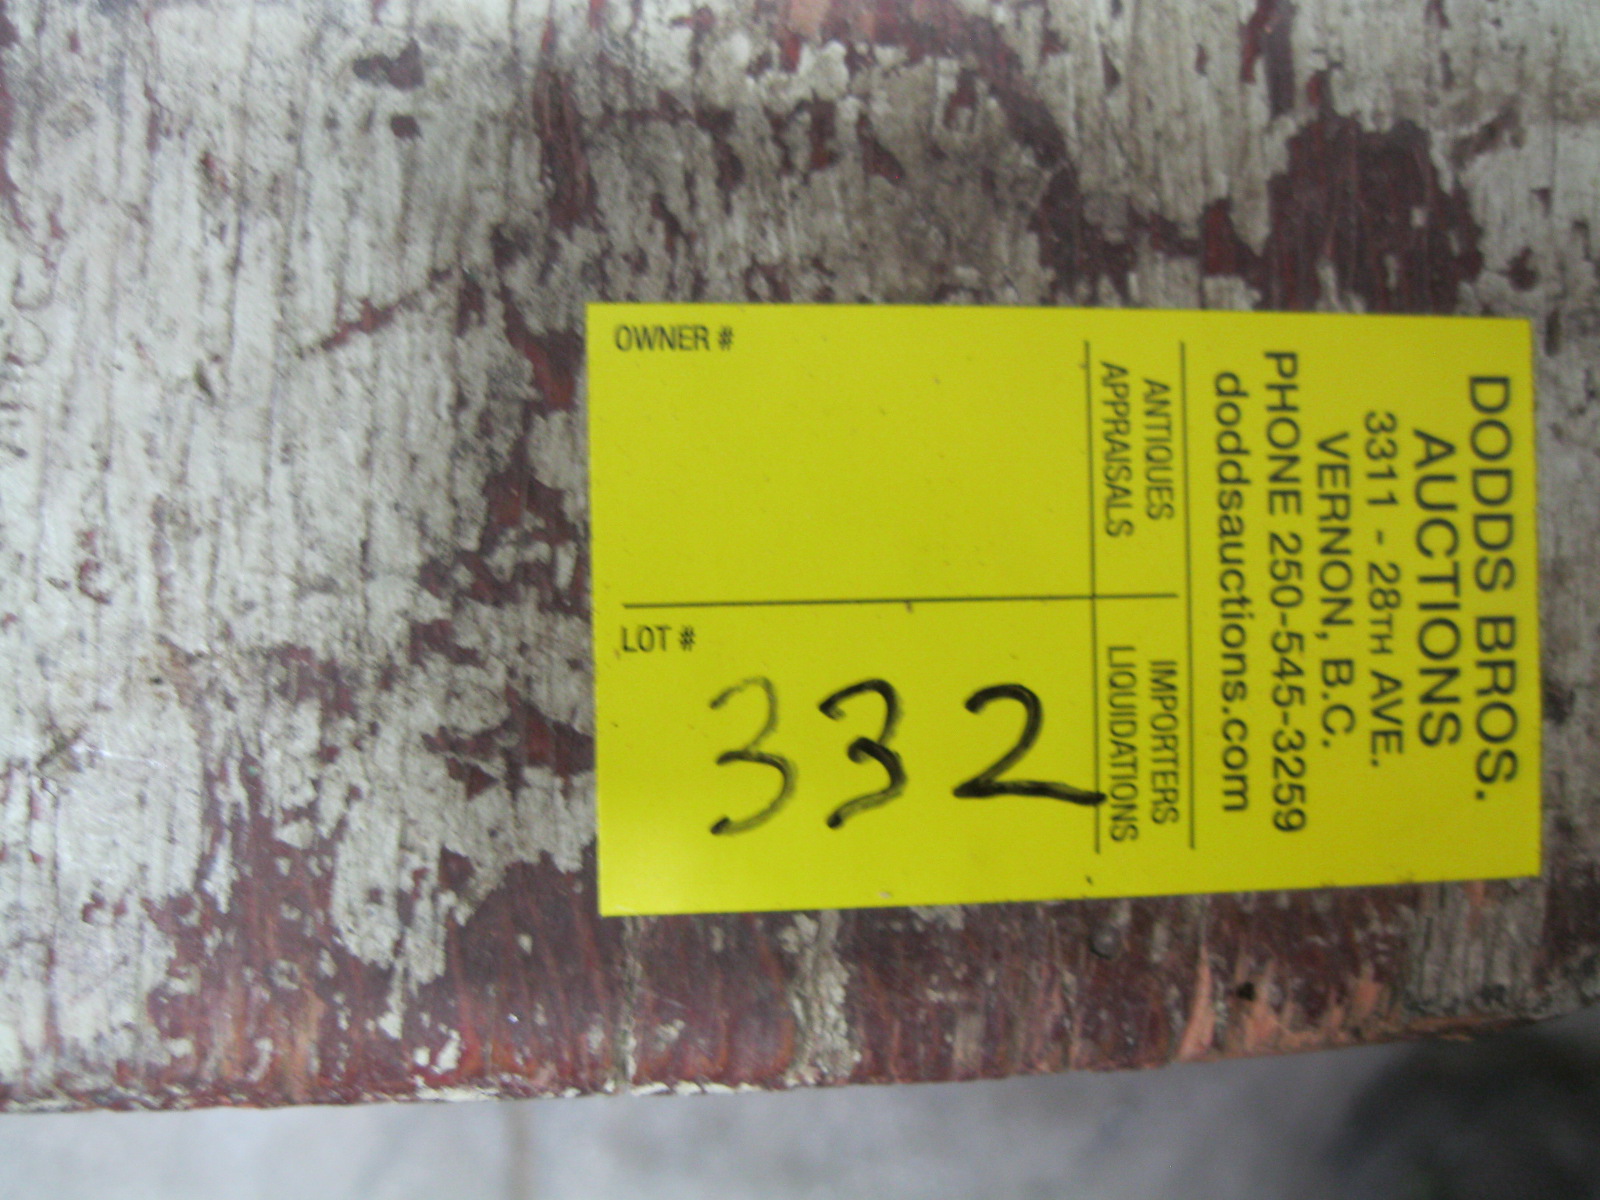 DODDS BROS.
AUCTIONS
3311 - 28TH AVE.
VERNON, B.C.
PHONE 250-545-3259
doddsauctions.com
ANTIQUES
APPRAISALS
IMPORTERS
LIQUIDATIONS
OWNER #
LOT #
332